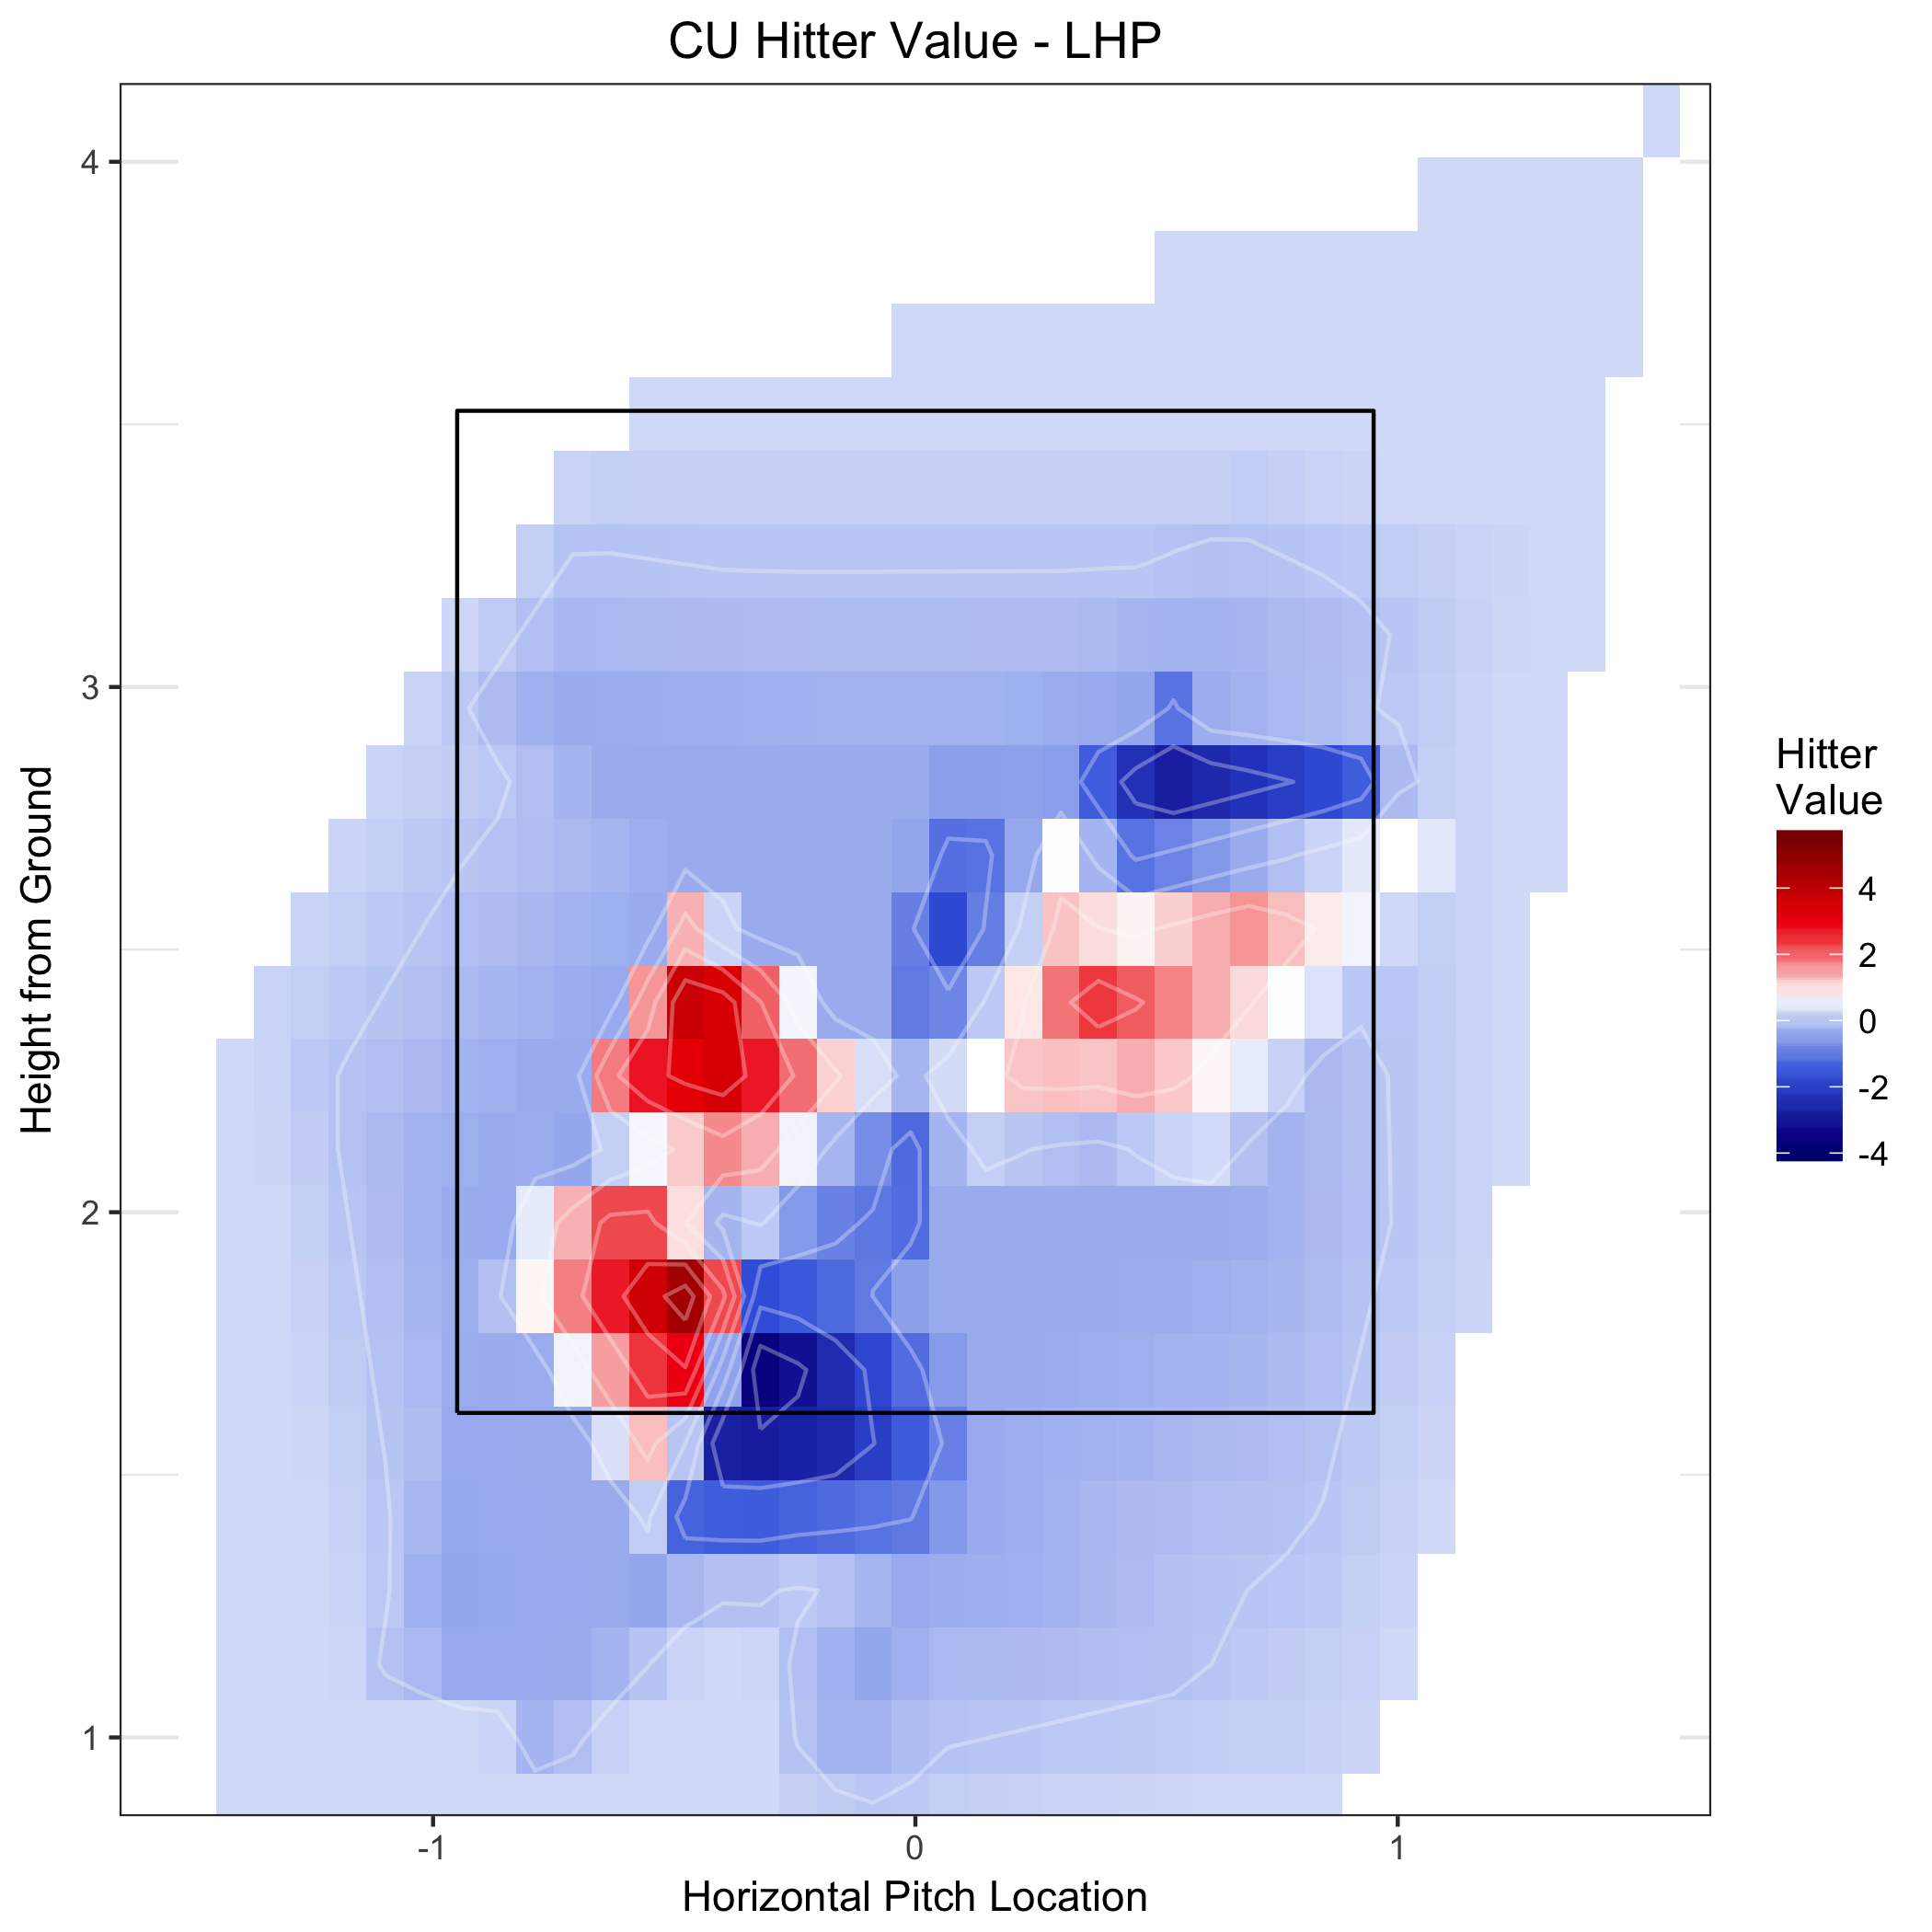 CU Hitter Value - LHP
4
3
2
1
Height from Ground
-1
0
1
Horizontal Pitch Location
Hitter
Value
4
2
0
-2
-4